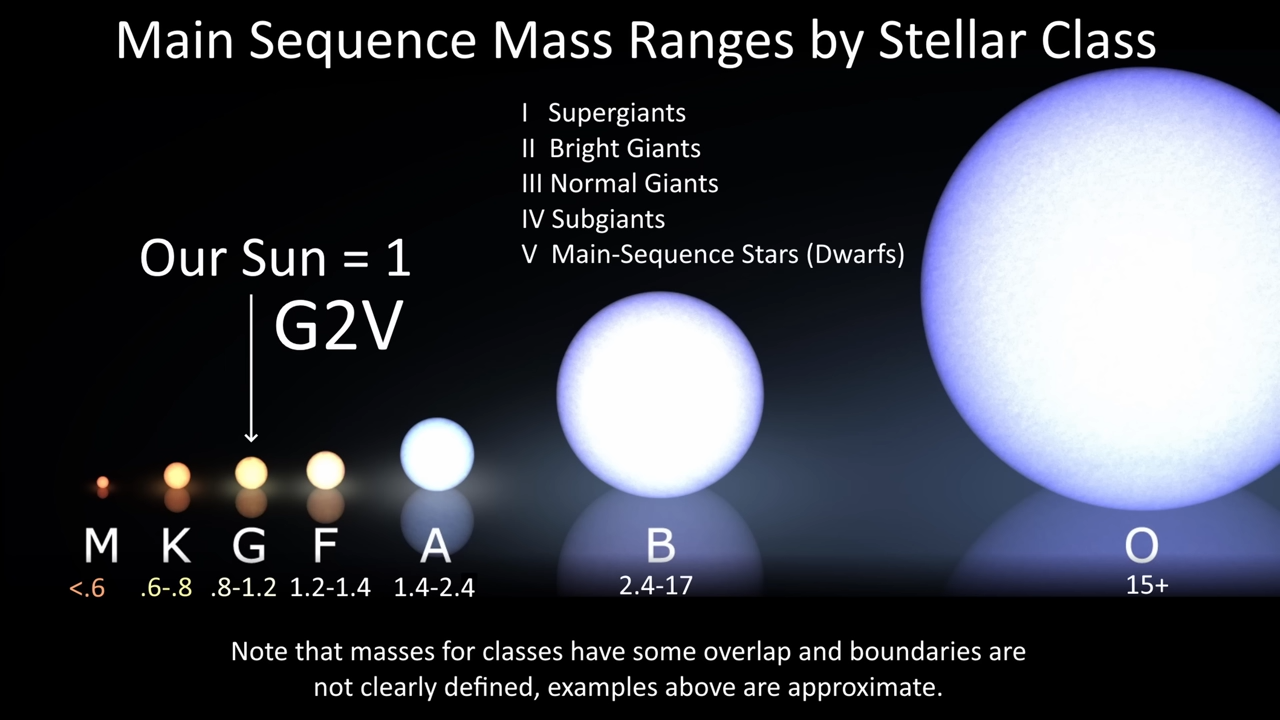 Main Sequence Mass Ranges by Stellar Class
I Supergiants
II Bright Giants
III Normal Giants
IV Subgiants
V Main-Sequence Stars (Dwarfs)
Our Sun = 1
G2V
M K G F A B O
<.6 .6-.8 .8-1.2 1.2-1.4 1.4-2.4 2.4-17 15+
Note that masses for classes have some overlap and boundaries are
not clearly defined, examples above are approximate.